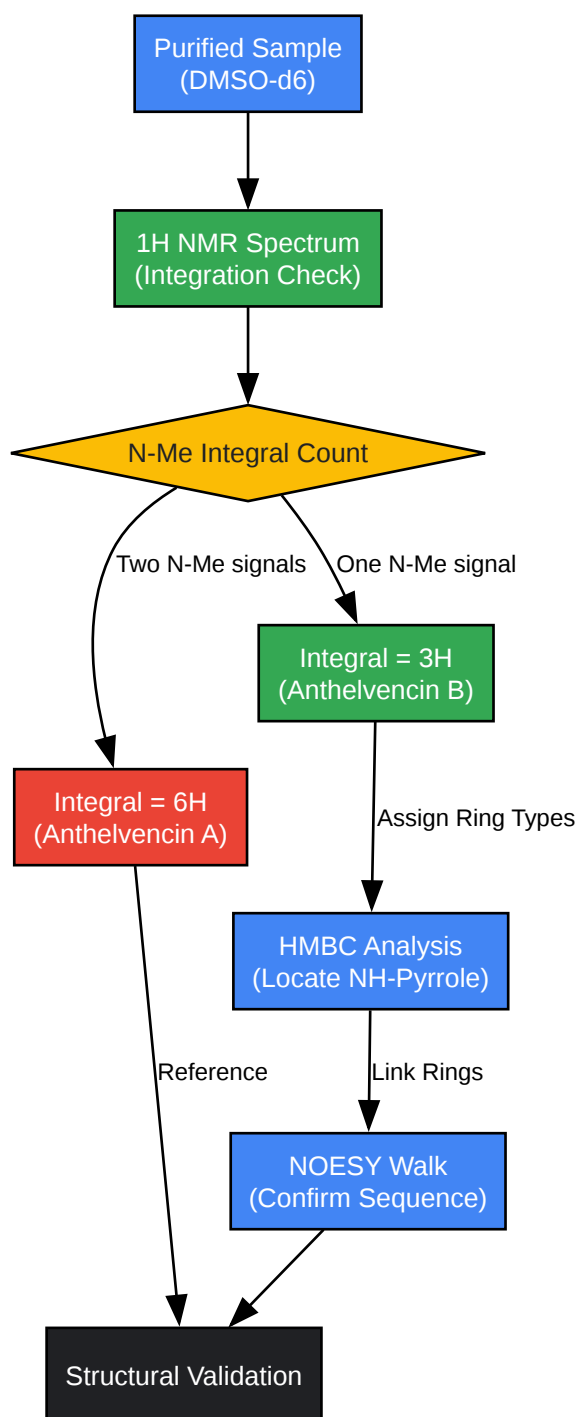 Purified Sample
(DMSO-d6)
1H NMR Spectrum
(Integration Check)
N-Me Integral Count
Two N-Me signals
One N-Me signal
Integral = 3H
(Anthelvencin B)
Integral = 6H
(Anthelvencin A)
Assign Ring Types
HMBC Analysis
(Locate NH-Pyrrole)
Reference
Link Rings
NOESY Walk
(Confirm Sequence)
Structural Validation